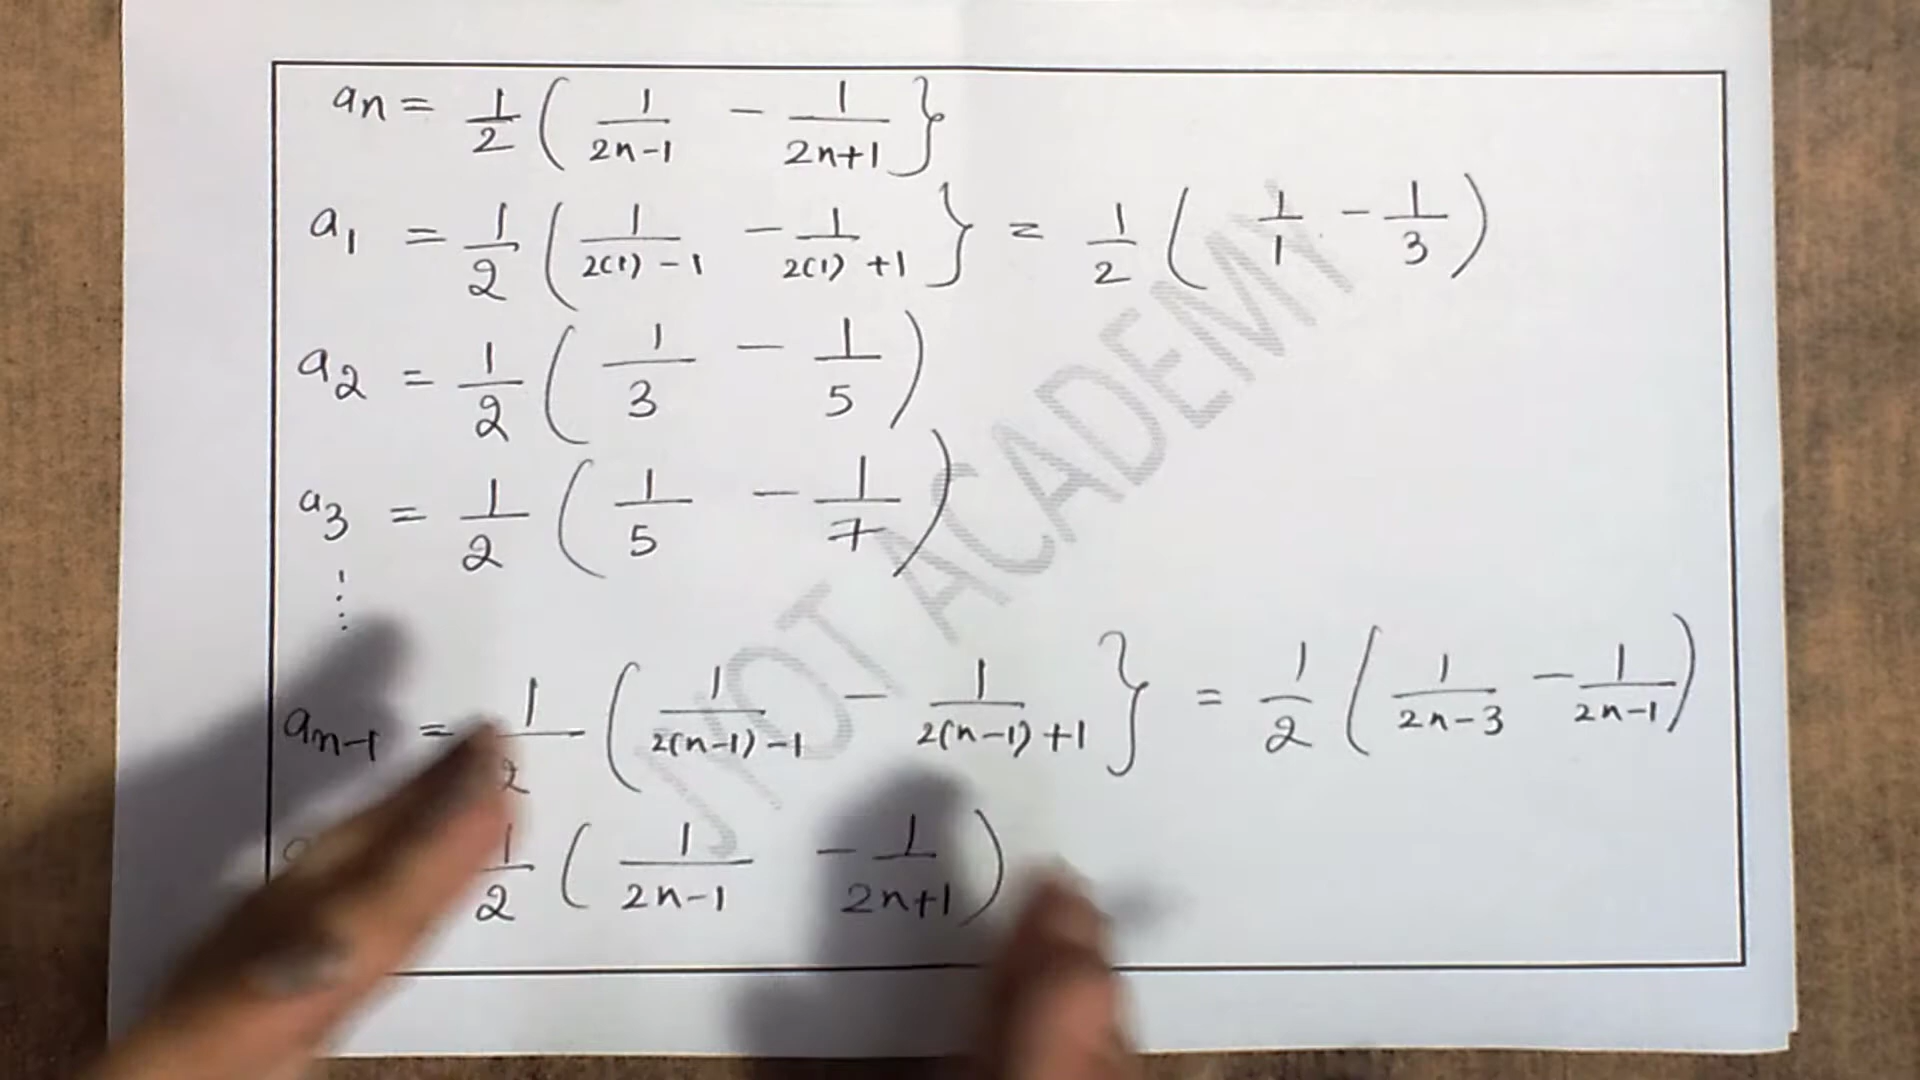 an = 1/2 ( 1/2n-1 - 1/2n+1 }
a1 = 1/2 ( 1/2(1)-1 - 1/2(1)+1 } = 1/2 ( 1/1 - 1/3 )
a2 = 1/2 ( 1/3 - 1/5 )
a3 = 1/2 ( 1/5 - 1/7 )
⋮
an-1 = 1/2 ( 1/2(n-1)-1 - 1/2(n-1)+1 } = 1/2 ( 1/2n-3 - 1/2n-1 )
1/2 ( 1/2n-1 - 1/2n+1 )
JYOT ACADEMY